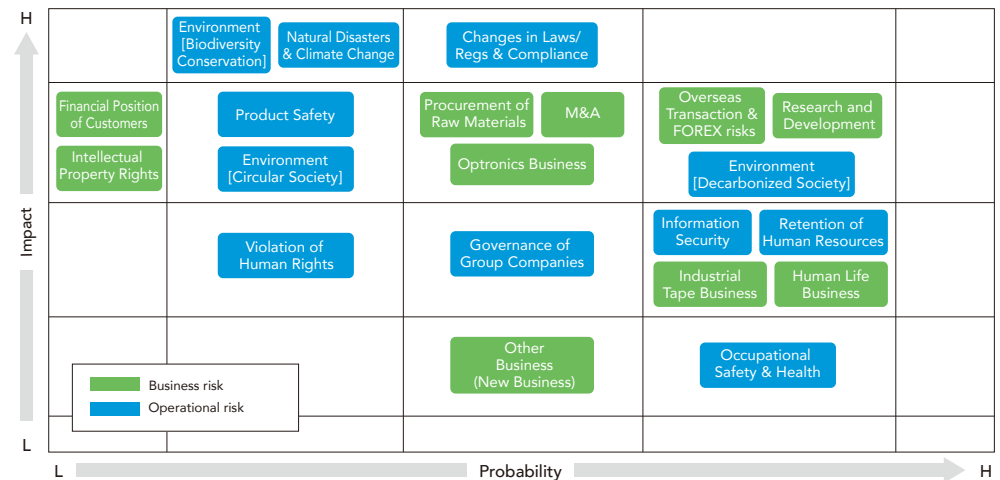 H
Environment
[Biodiversity
Conservation]
Natural Disasters
& Climate Change
Changes in Laws/
Regs & Compliance
Financial Position
of Customers
Product Safety
Procurement of
Raw Materials
M&A
Overseas
Transaction &
FOREX risks
Research and
Development
Intellectual
Property Rights
Environment
[Circular Society]
Optronics Business
Environment
[Decarbonized Society]
Impact
Violation of
Human Rights
Governance of
Group Companies
Information
Security
Retention of
Human Resources
Industrial
Tape Business
Human Life
Business
Other
Business
(New Business)
Occupational
Safety & Health
Business risk
Operational risk
L
L
Probability
H